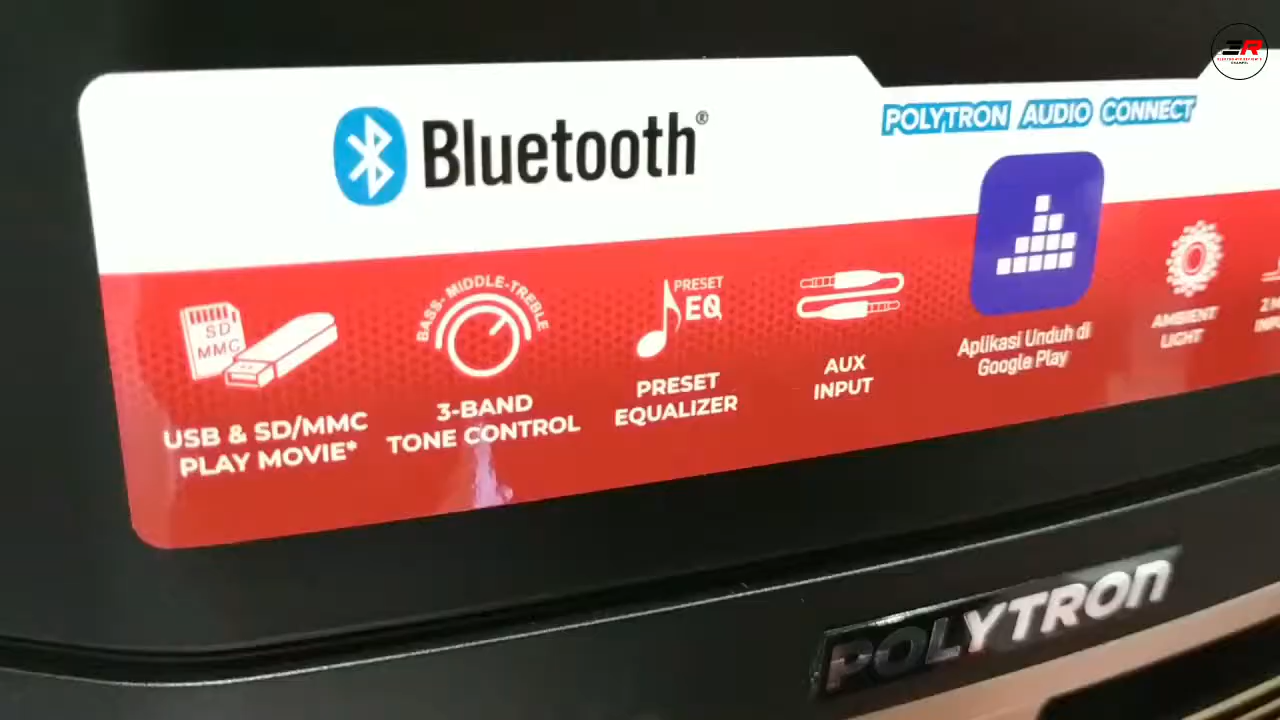 Bluetooth®
POLYTRON AUDIO CONNECT
SD
MMC
USB & SD/MMC
PLAY MOVIE*
BASS- MIDDLE-TREBLE
3-BAND
TONE CONTROL
PRESET
EQ
PRESET
EQUALIZER
AUX
INPUT
Aplikasi Unduh di
Google Play
AMBIENT
LIGHT
POLYTRON
ER